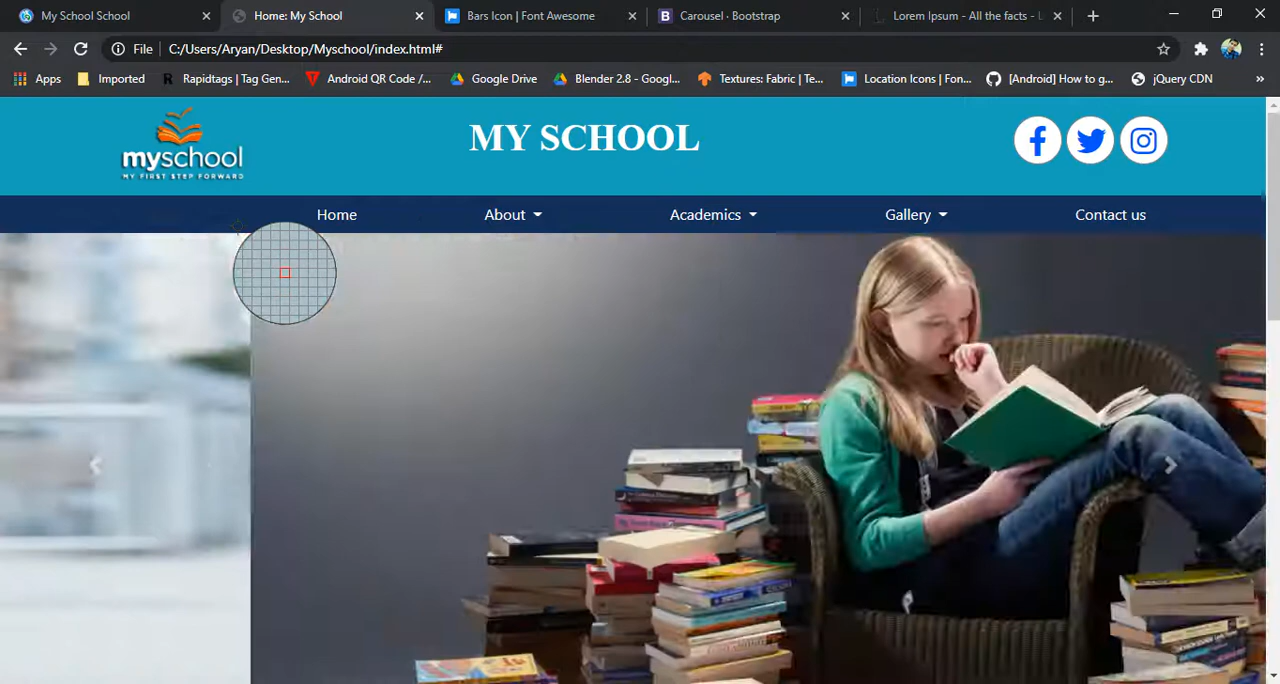 My School School
Home: My School
Bars Icon | Font Awesome
Carousel · Bootstrap
Lorem Ipsum - All the facts - L
File
C:/Users/Aryan/Desktop/Myschool/index.html#
Apps
Imported
Rapidtags | Tag Gen...
Android QR Code /...
Google Drive
Blender 2.8 - Googl...
Textures: Fabric | Te...
Location Icons | Fon...
[Android] How to g...
jQuery CDN
myschool
MY FIRST STEP FORWARD
MY SCHOOL
Home
About
Academics
Gallery
Contact us